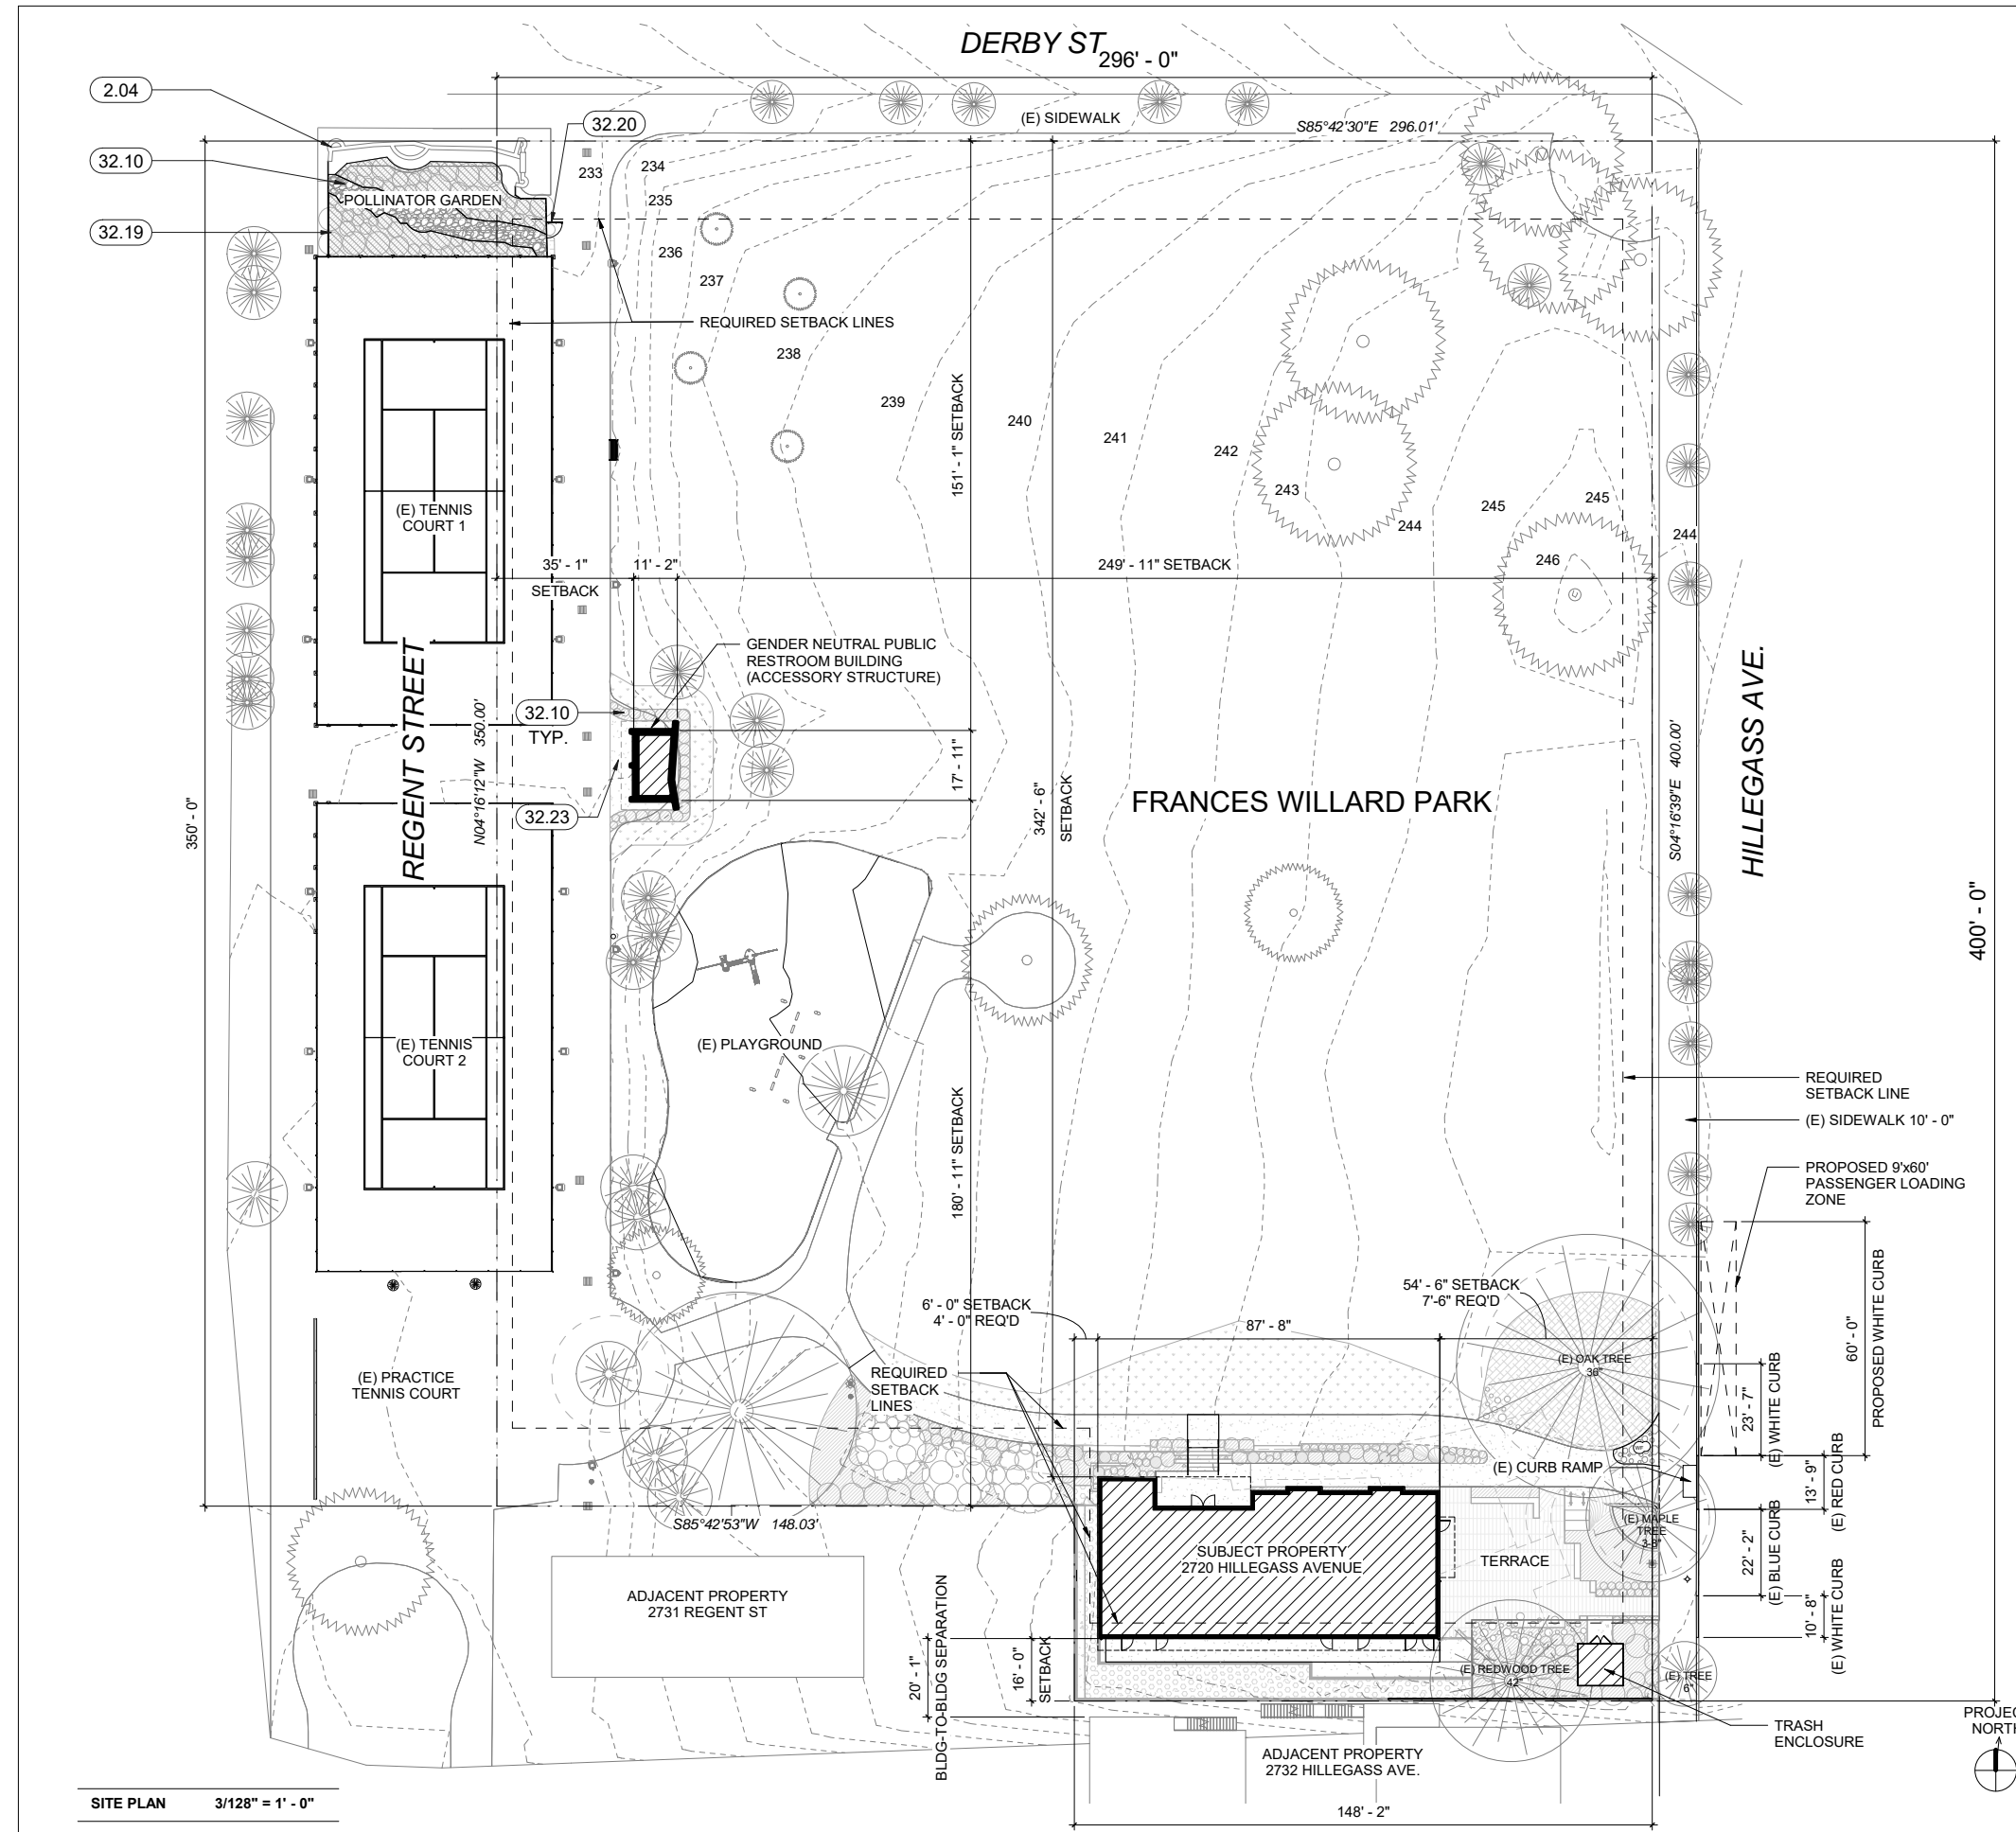 DERBY ST
296' - 0"
2.04
32.20
(E) SIDEWALK
S85°42'30"E 296.01'
32.10
233
234
POLLINATOR GARDEN
235
32.19
236
237
REQUIRED SETBACK LINES
238
239
240
241
242
243
244
245
245
246
244
151' - 1" SETBACK
(E) TENNIS
COURT 1
35' - 1"
SETBACK
11' - 2"
249' - 11" SETBACK
GENDER NEUTRAL PUBLIC
RESTROOM BUILDING
(ACCESSORY STRUCTURE)
REGENT STREET
N04°16'12"W 350.00'
32.10
TYP.
32.23
17' - 11"
342' - 6"
SETBACK
FRANCES WILLARD PARK
S04°16'39"E 400.00'
HILLEGASS AVE.
350' - 0"
400' - 0"
(E) TENNIS
COURT 2
(E) PLAYGROUND
180' - 11" SETBACK
REQUIRED
SETBACK LINE
(E) SIDEWALK 10' - 0"
PROPOSED 9'x60'
PASSENGER LOADING
ZONE
6' - 0" SETBACK
4' - 0" REQ'D
87' - 8"
54' - 6" SETBACK
7'-6" REQ'D
60' - 0"
PROPOSED WHITE CURB
(E) PRACTICE
TENNIS COURT
REQUIRED
SETBACK
LINES
(E) OAK TREE
36"
23' - 7"
(E) WHITE CURB
(E) CURB RAMP
13' - 9"
(E) RED CURB
S85°42'53"W 148.03'
(E) MAPLE
TREE
3-8"
22' - 2"
(E) BLUE CURB
SUBJECT PROPERTY
2720 HILLEGASS AVENUE
TERRACE
ADJACENT PROPERTY
2731 REGENT ST
10' - 8"
(E) WHITE CURB
20' - 1"
BLDG-TO-BLDG SEPARATION
16' - 0"
SETBACK
(E) REDWOOD TREE
42"
(E) TREE
6"
TRASH
ENCLOSURE
ADJACENT PROPERTY
2732 HILLEGASS AVE.
PROJEC
NORTH
148' - 2"
SITE PLAN 3/128" = 1' - 0"